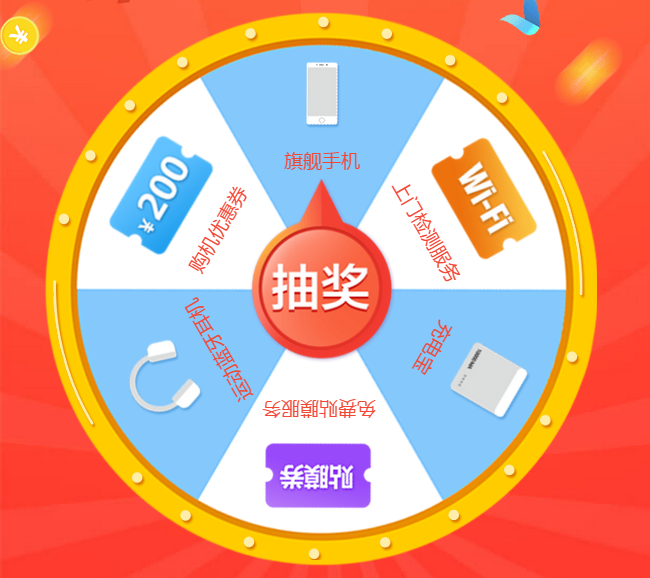 旗舰手机
Wi-Fi
上门检测服务
充电宝
免费贴膜服务
贴膜券
运动蓝牙耳机
¥200
购机优惠券
抽奖
¥